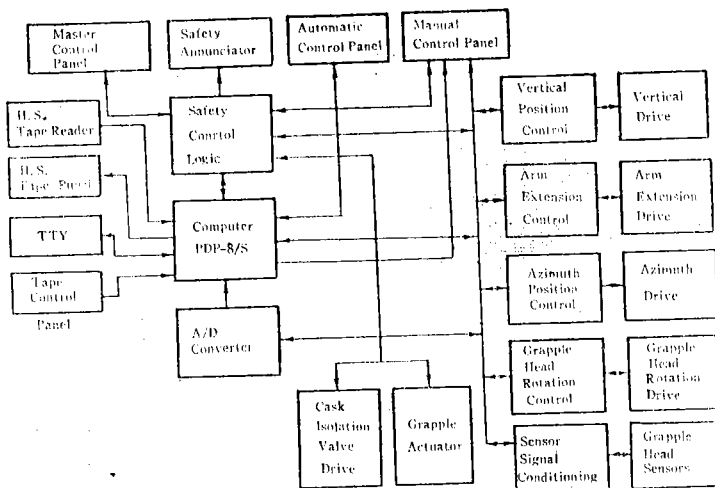 Master
Control
Panel
Safety
Annunciator
Automatic
Control Panel
Manual
Control Panel
H.S.
Tape Reader
H.S.
Tape
TTY
Tape Control
Panel
Safety
Conrtol
Logic
Computer
PDP-8/S
A/D
Converter
Cask
Isolation
Valve
Drive
Grapple
Actuator
Vertical
Position
Control
Vertical
Drive
Arm
Extension
Control
Arm
Extension
Drive
Azimuth
Position
Control
Azimuth
Drive
Grapple
Head
Rotation
Control
Grapple
Head
Rotation
Drive
Sensor
Signal
Conditioning
Grapple
Head
Sensors